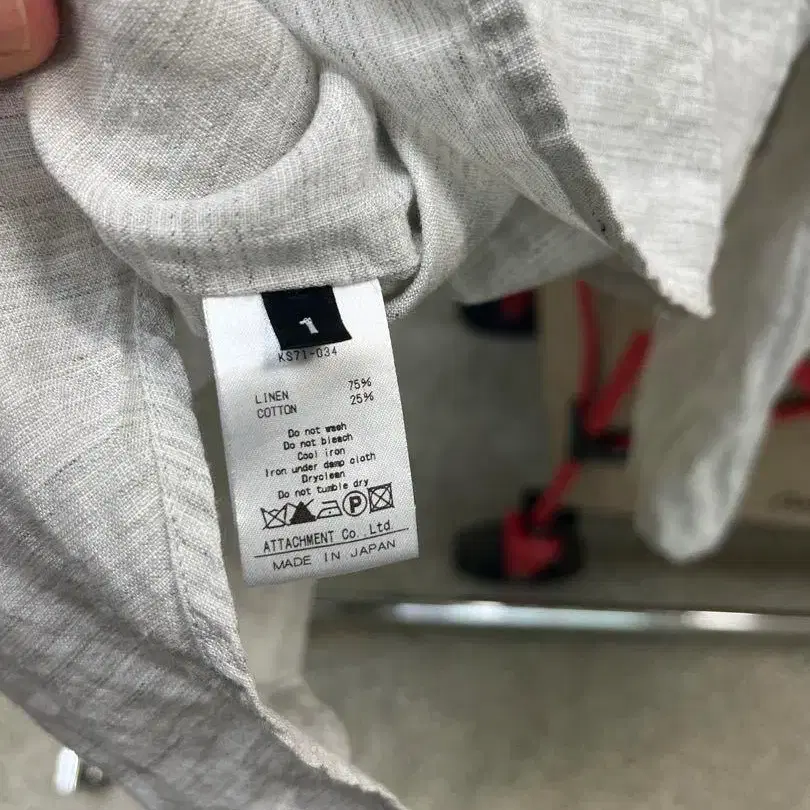 1
KS71-034
LINEN 75%
COTTON 25%
Do not wash
Do not bleach
Cool iron
Iron under damp cloth
Dryclean
Do not tumble dry
P
ATTACHMENT Co.,Ltd.
MADE IN JAPAN